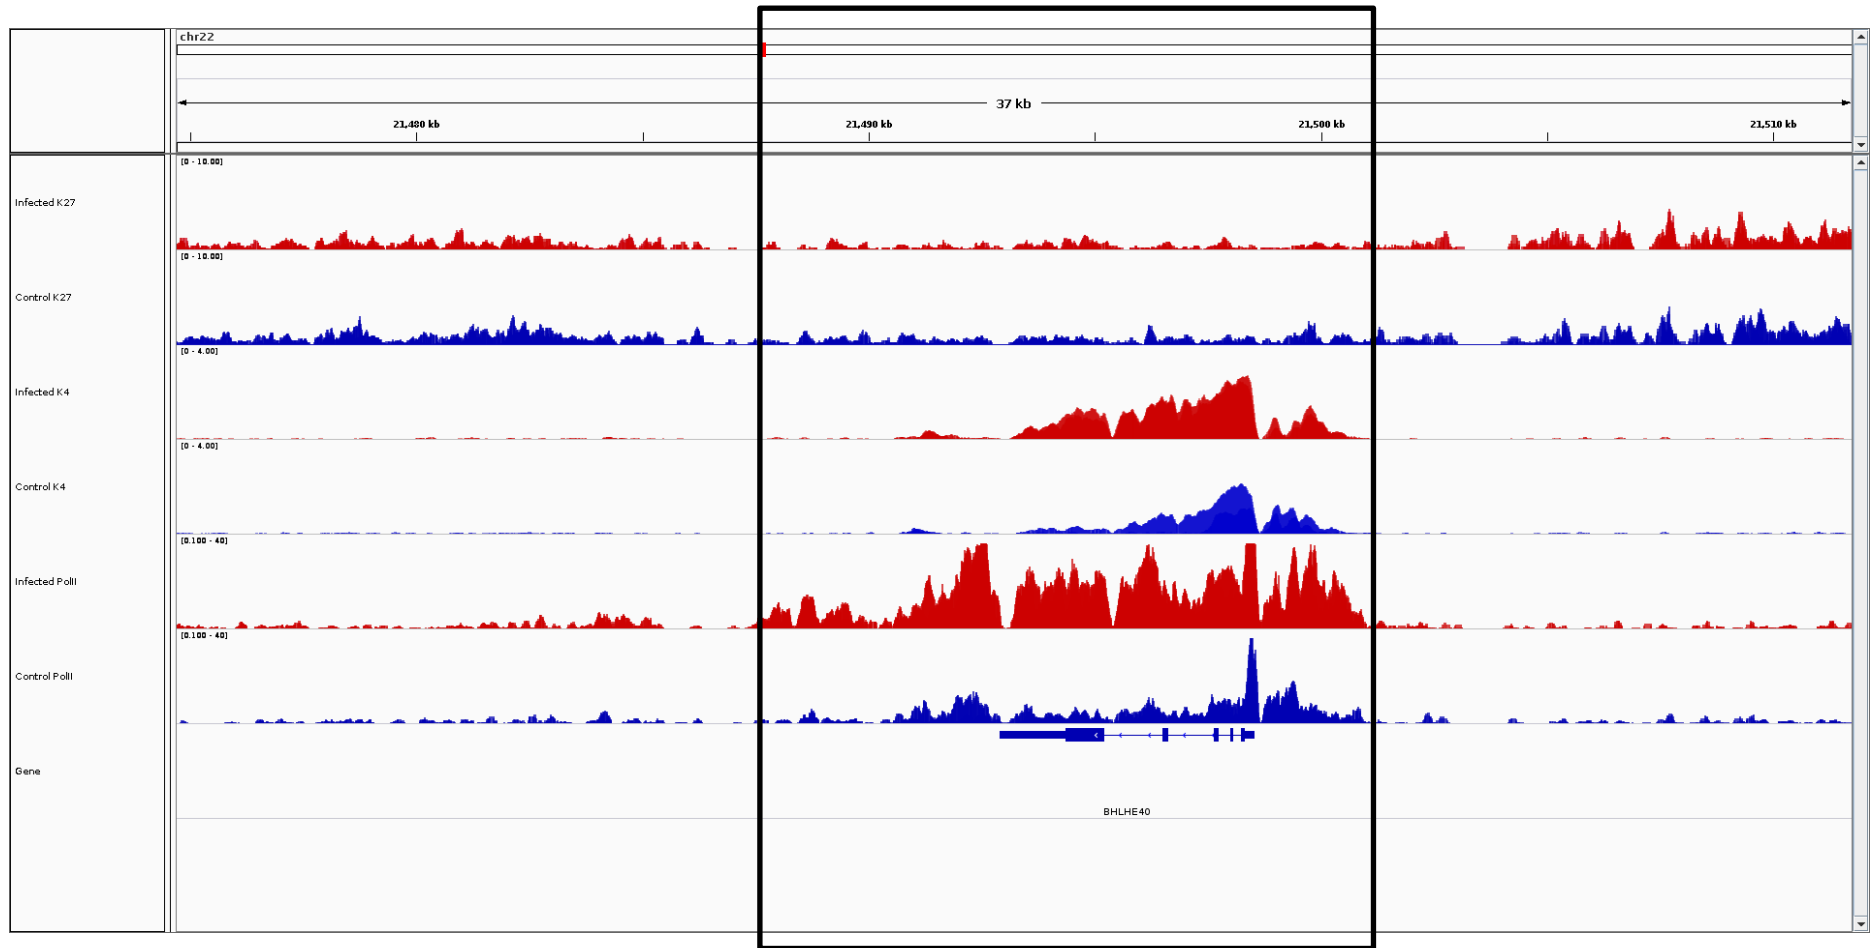 chr22
37 kb
21,480 kb 21,490 kb 21,500 kb 21,510 kb
[0 - 10.00]
Infected K27
[0 - 10.00]
Control K27
[0 - 4.00]
Infected K4
[0 - 4.00]
Control K4
[0.100 - 40]
Infected PolII
[0.100 - 40]
Control PolII
Gene
BHLHE40